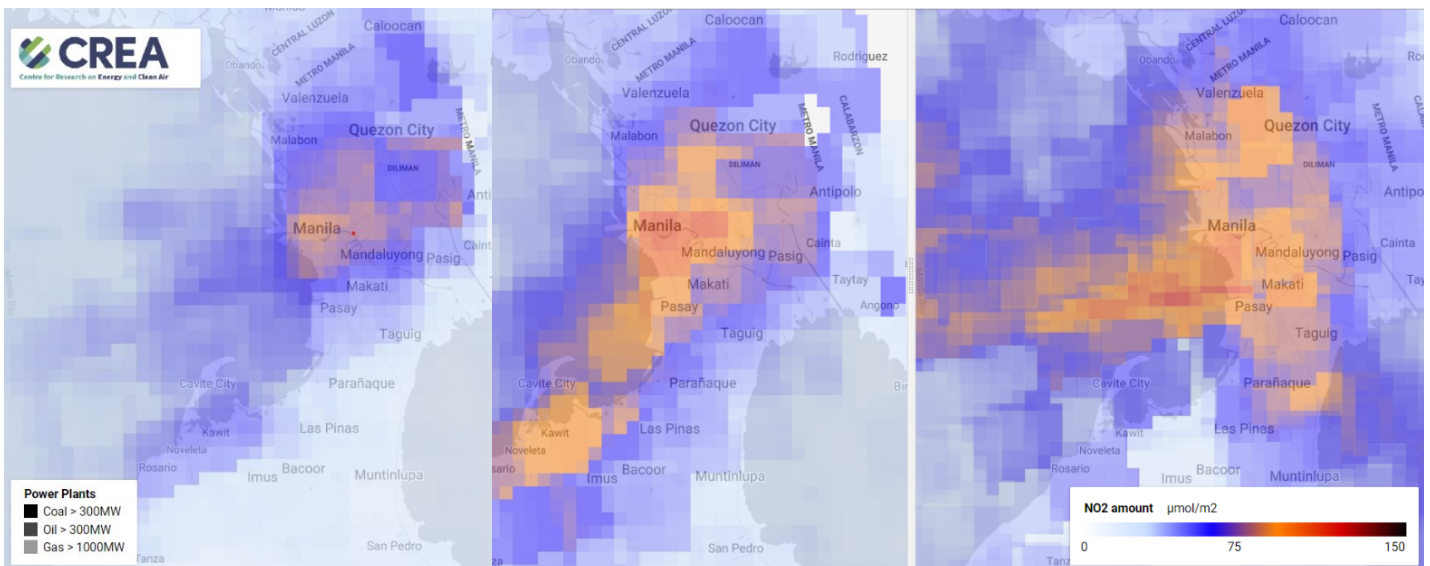 CREA
Centre for Research on Energy and Clean Air
CENTRAL LUZON
METRO MANILA
Caloocan
Obando
Valenzuela
Malabon
Quezon City
METRO MANILA
DILIMAN
Manila
Mandaluyong
Pasig
Makati
Pasay
Taguig
Cavite City
Parañaque
Kawit
Las Pinas
Noveleta
Rosario
Bacoor
Imus
Muntinlupa
San Pedro
Tanza
Power Plants
Coal > 300MW
Oil > 300MW
Gas > 1000MW
CENTRAL LUZON
METRO MANILA
Caloocan
Rodriguez
Obando
Valenzuela
Malabon
Quezon City
METRO MANILA
CALABARZON
DILIMAN
Antipolo
Manila
Mandaluyong
Pasig
Cainta
Taytay
Makati
Angono
Pasay
Taguig
Cavite City
Parañaque
Kawit
Las Pinas
Noveleta
Rosario
Bacoor
Imus
Muntinlupa
San Pedro
CENTRAL LUZON
METRO MANILA
Caloocan
Obando
Valenzuela
Malabon
Quezon City
METRO MANILA
DILIMAN
Manila
Mandaluyong
Pasig
Cainta
Makati
Pasay
Taguig
Cavite City
Parañaque
Kawit
Las Pinas
Noveleta
Rosario
Bacoor
Imus
Muntinlupa
NO2 amount µmol/m2
0 75 150